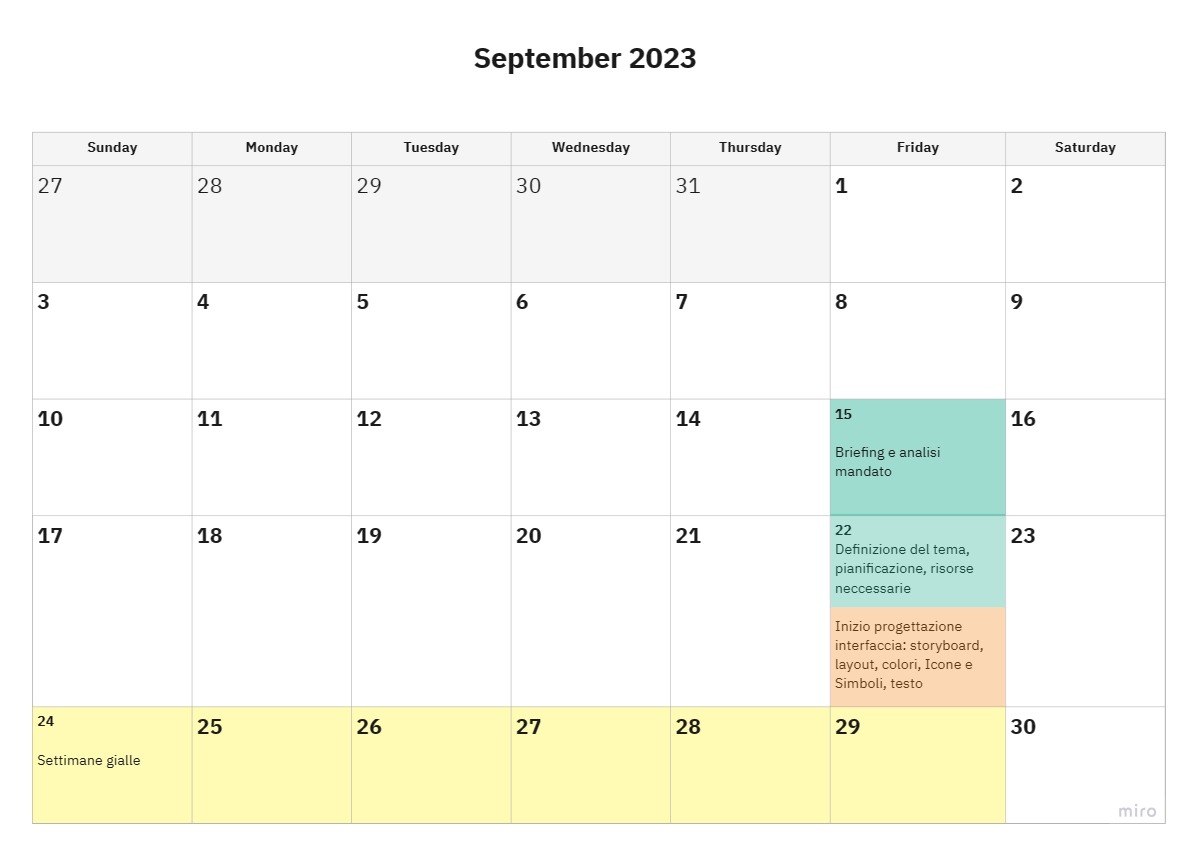 September 2023
Sunday Monday Tuesday Wednesday Thursday Friday Saturday
27 28 29 30 31 1 2
3 4 5 6 7 8 9
10 11 12 13 14 15 16
Briefing e analisi
mandato
17 18 19 20 21 22 23
Definizione del tema,
pianificazione, risorse
neccessarie
Inizio progettazione
interfaccia: storyboard,
layout, colori, Icone e
Simboli, testo
24 25 26 27 28 29 30
Settimane gialle
miro